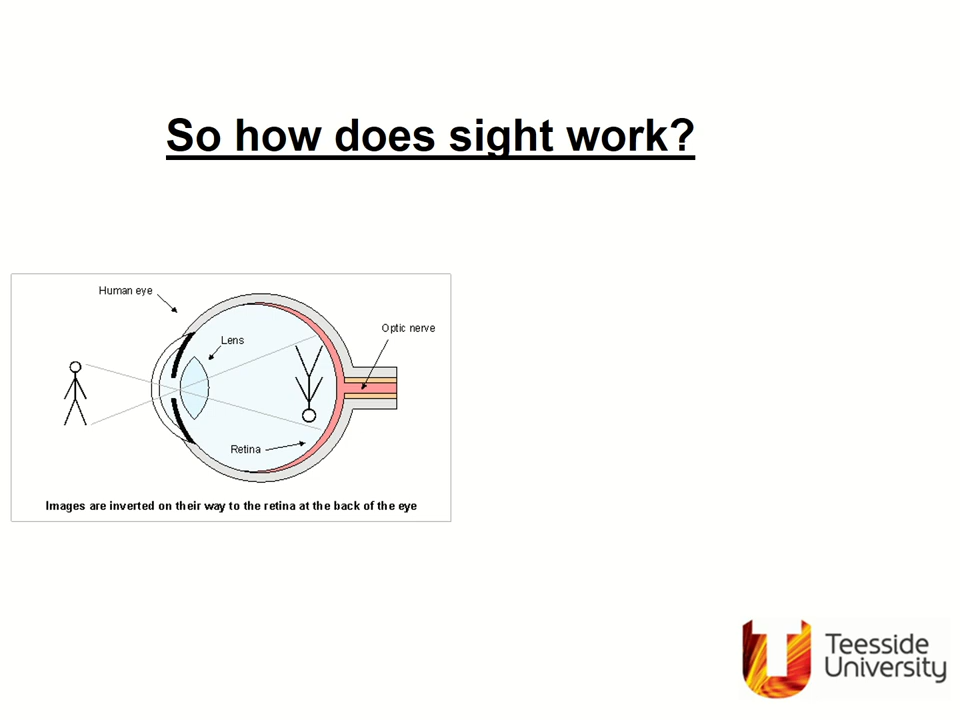 So how does sight work?
Human eye
Optic nerve
Lens
Retina
Images are inverted on their way to the retina at the back of the eye
Teesside
University